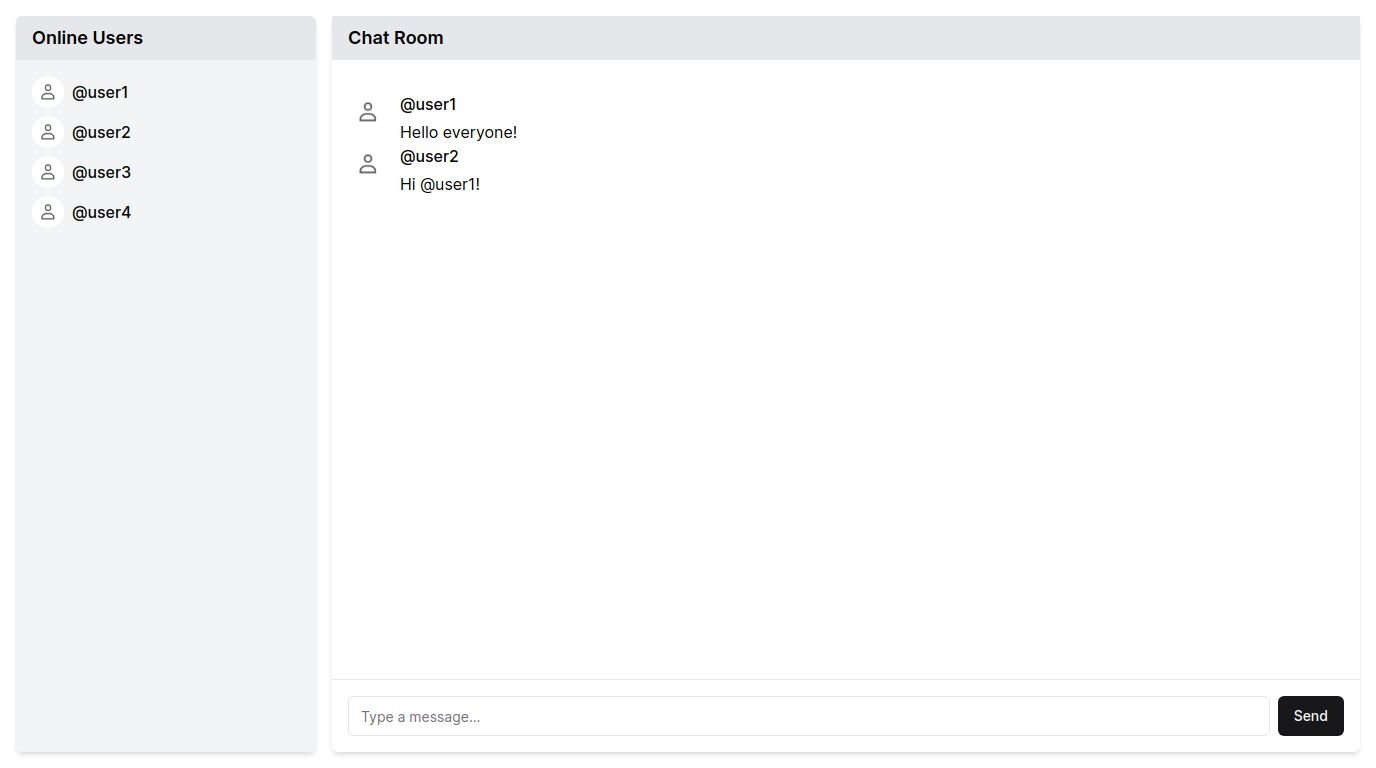 Online Users
@user1
@user2
@user3
@user4
Chat Room
@user1
Hello everyone!
@user2
Hi @user1!
Type a message...
Send